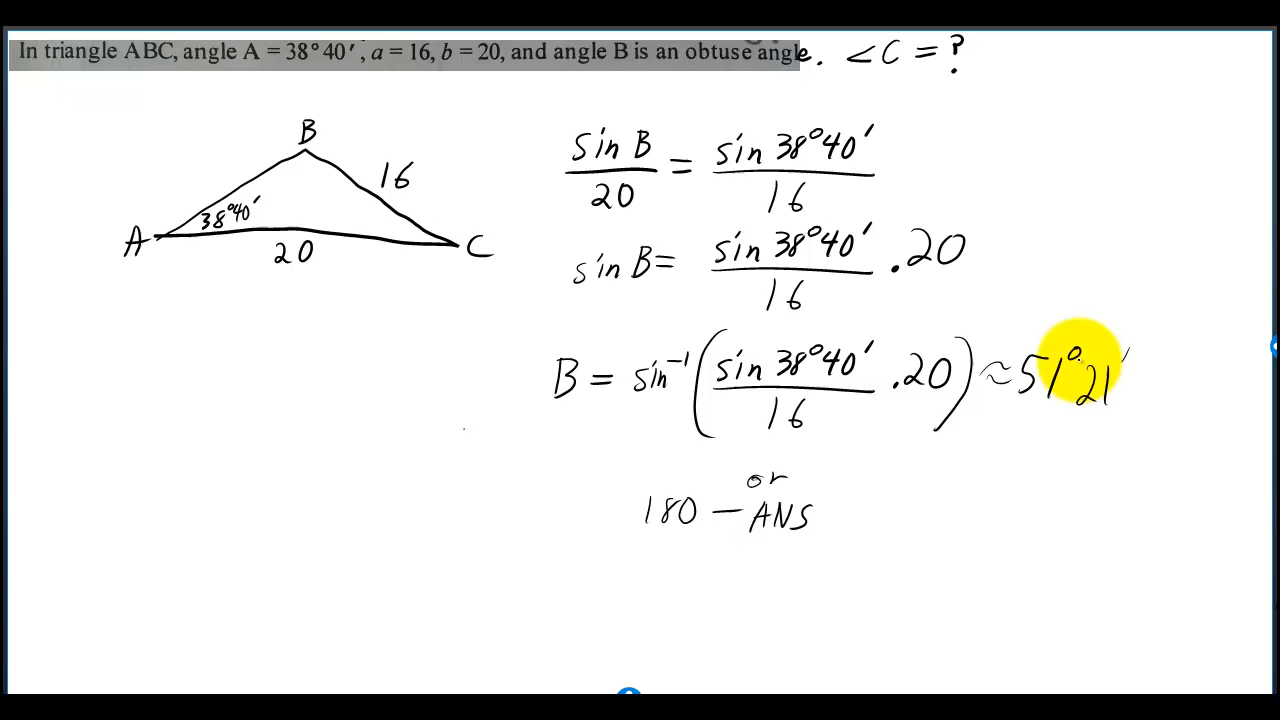 In triangle ABC, angle A = 38°40′, a = 16, b = 20, and angle B is an obtuse angle. ∠C = ?
B
16
38°40′
A
20
C
sin B / 20 = sin 38°40′ / 16
sin B = sin 38°40′ / 16 . 20
B = sin⁻¹ ( sin 38°40′ / 16 . 20 ) ≈ 51°21′
or
180 – ANS